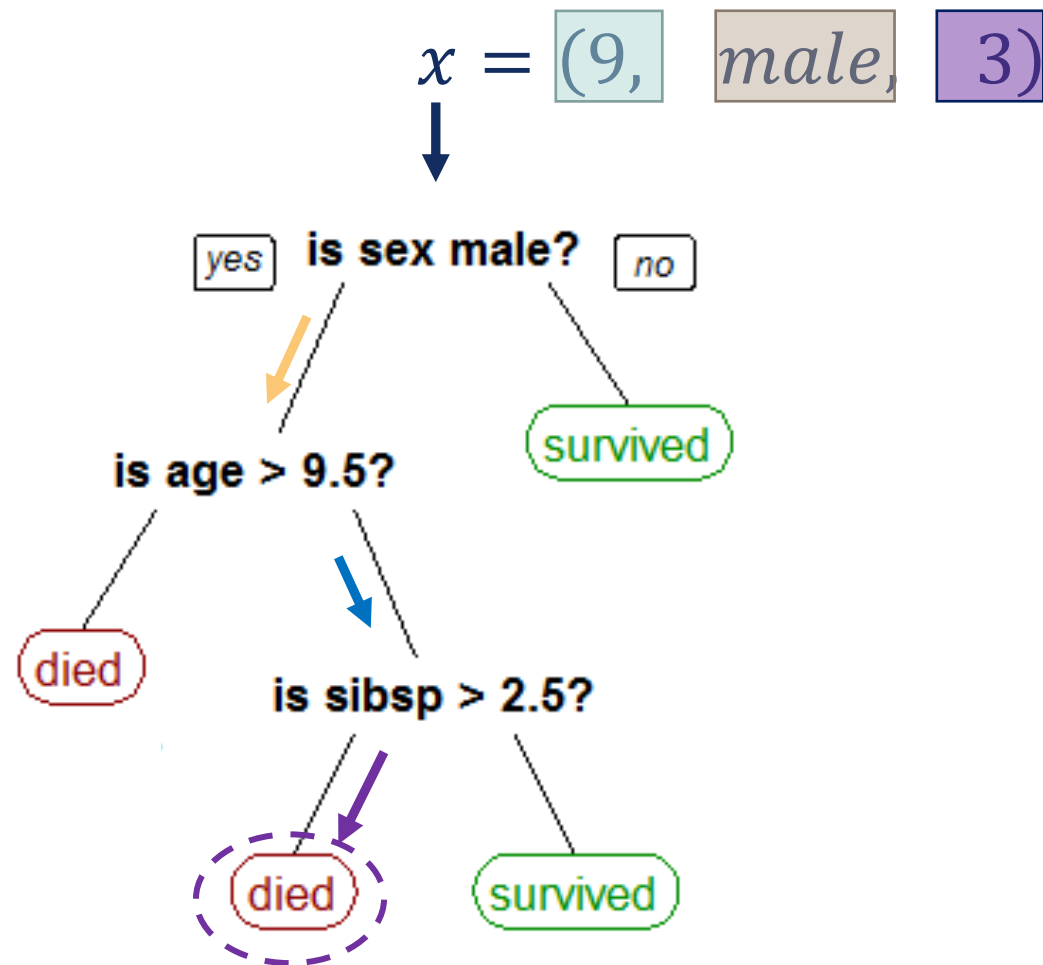 x = (9, male, 3)
yes is sex male? no
survived
is age > 9.5?
died
is sibsp > 2.5?
died survived